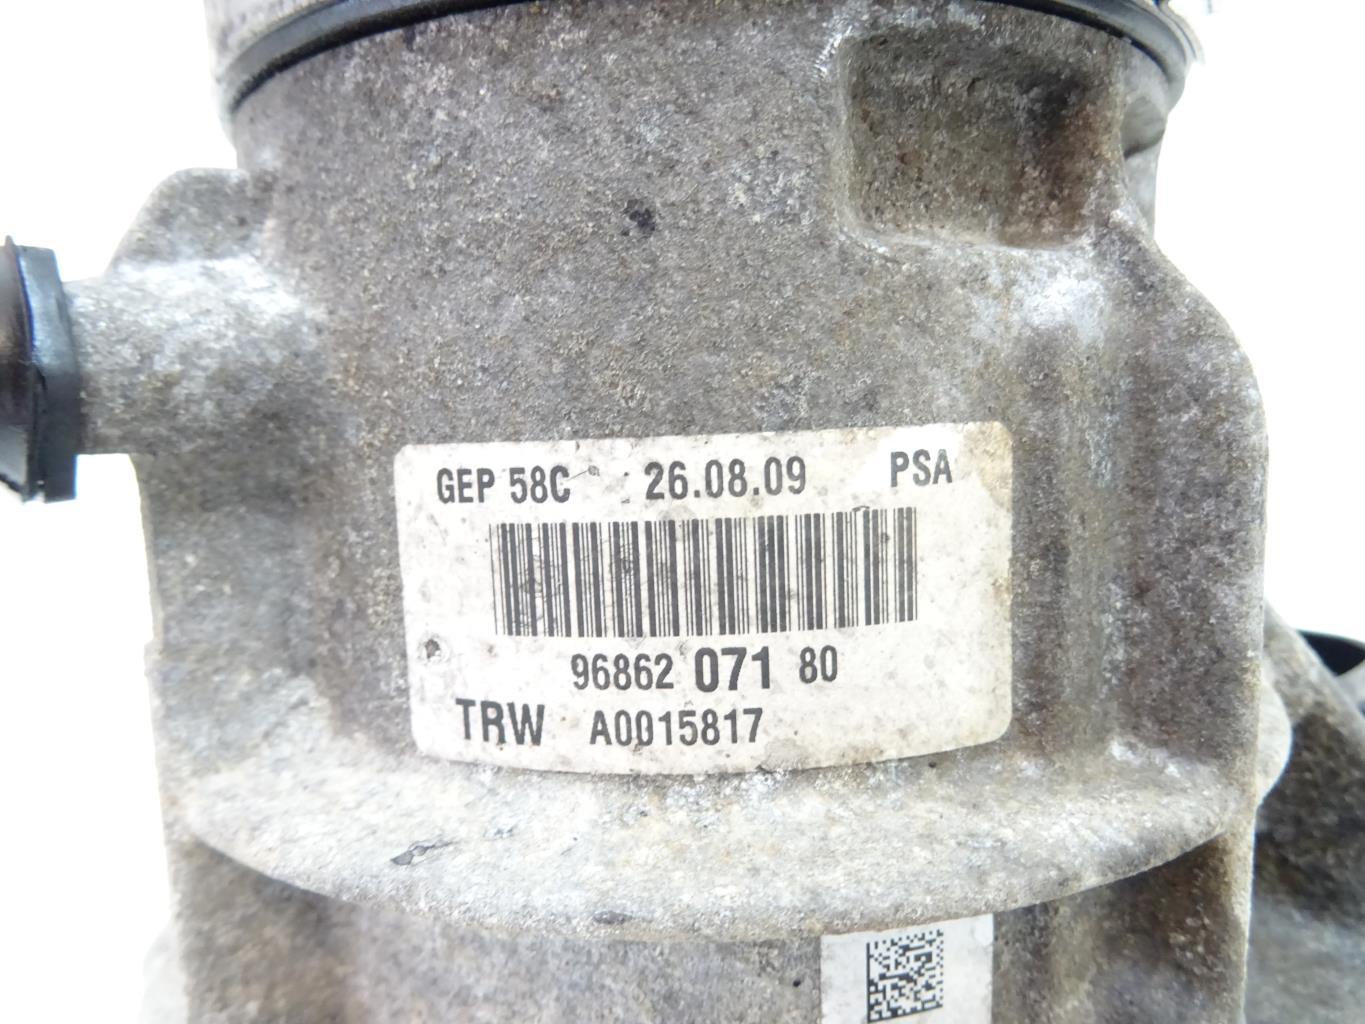 GEP 58C 26.08.09 PSA
96862 071 80
TRW A0015817